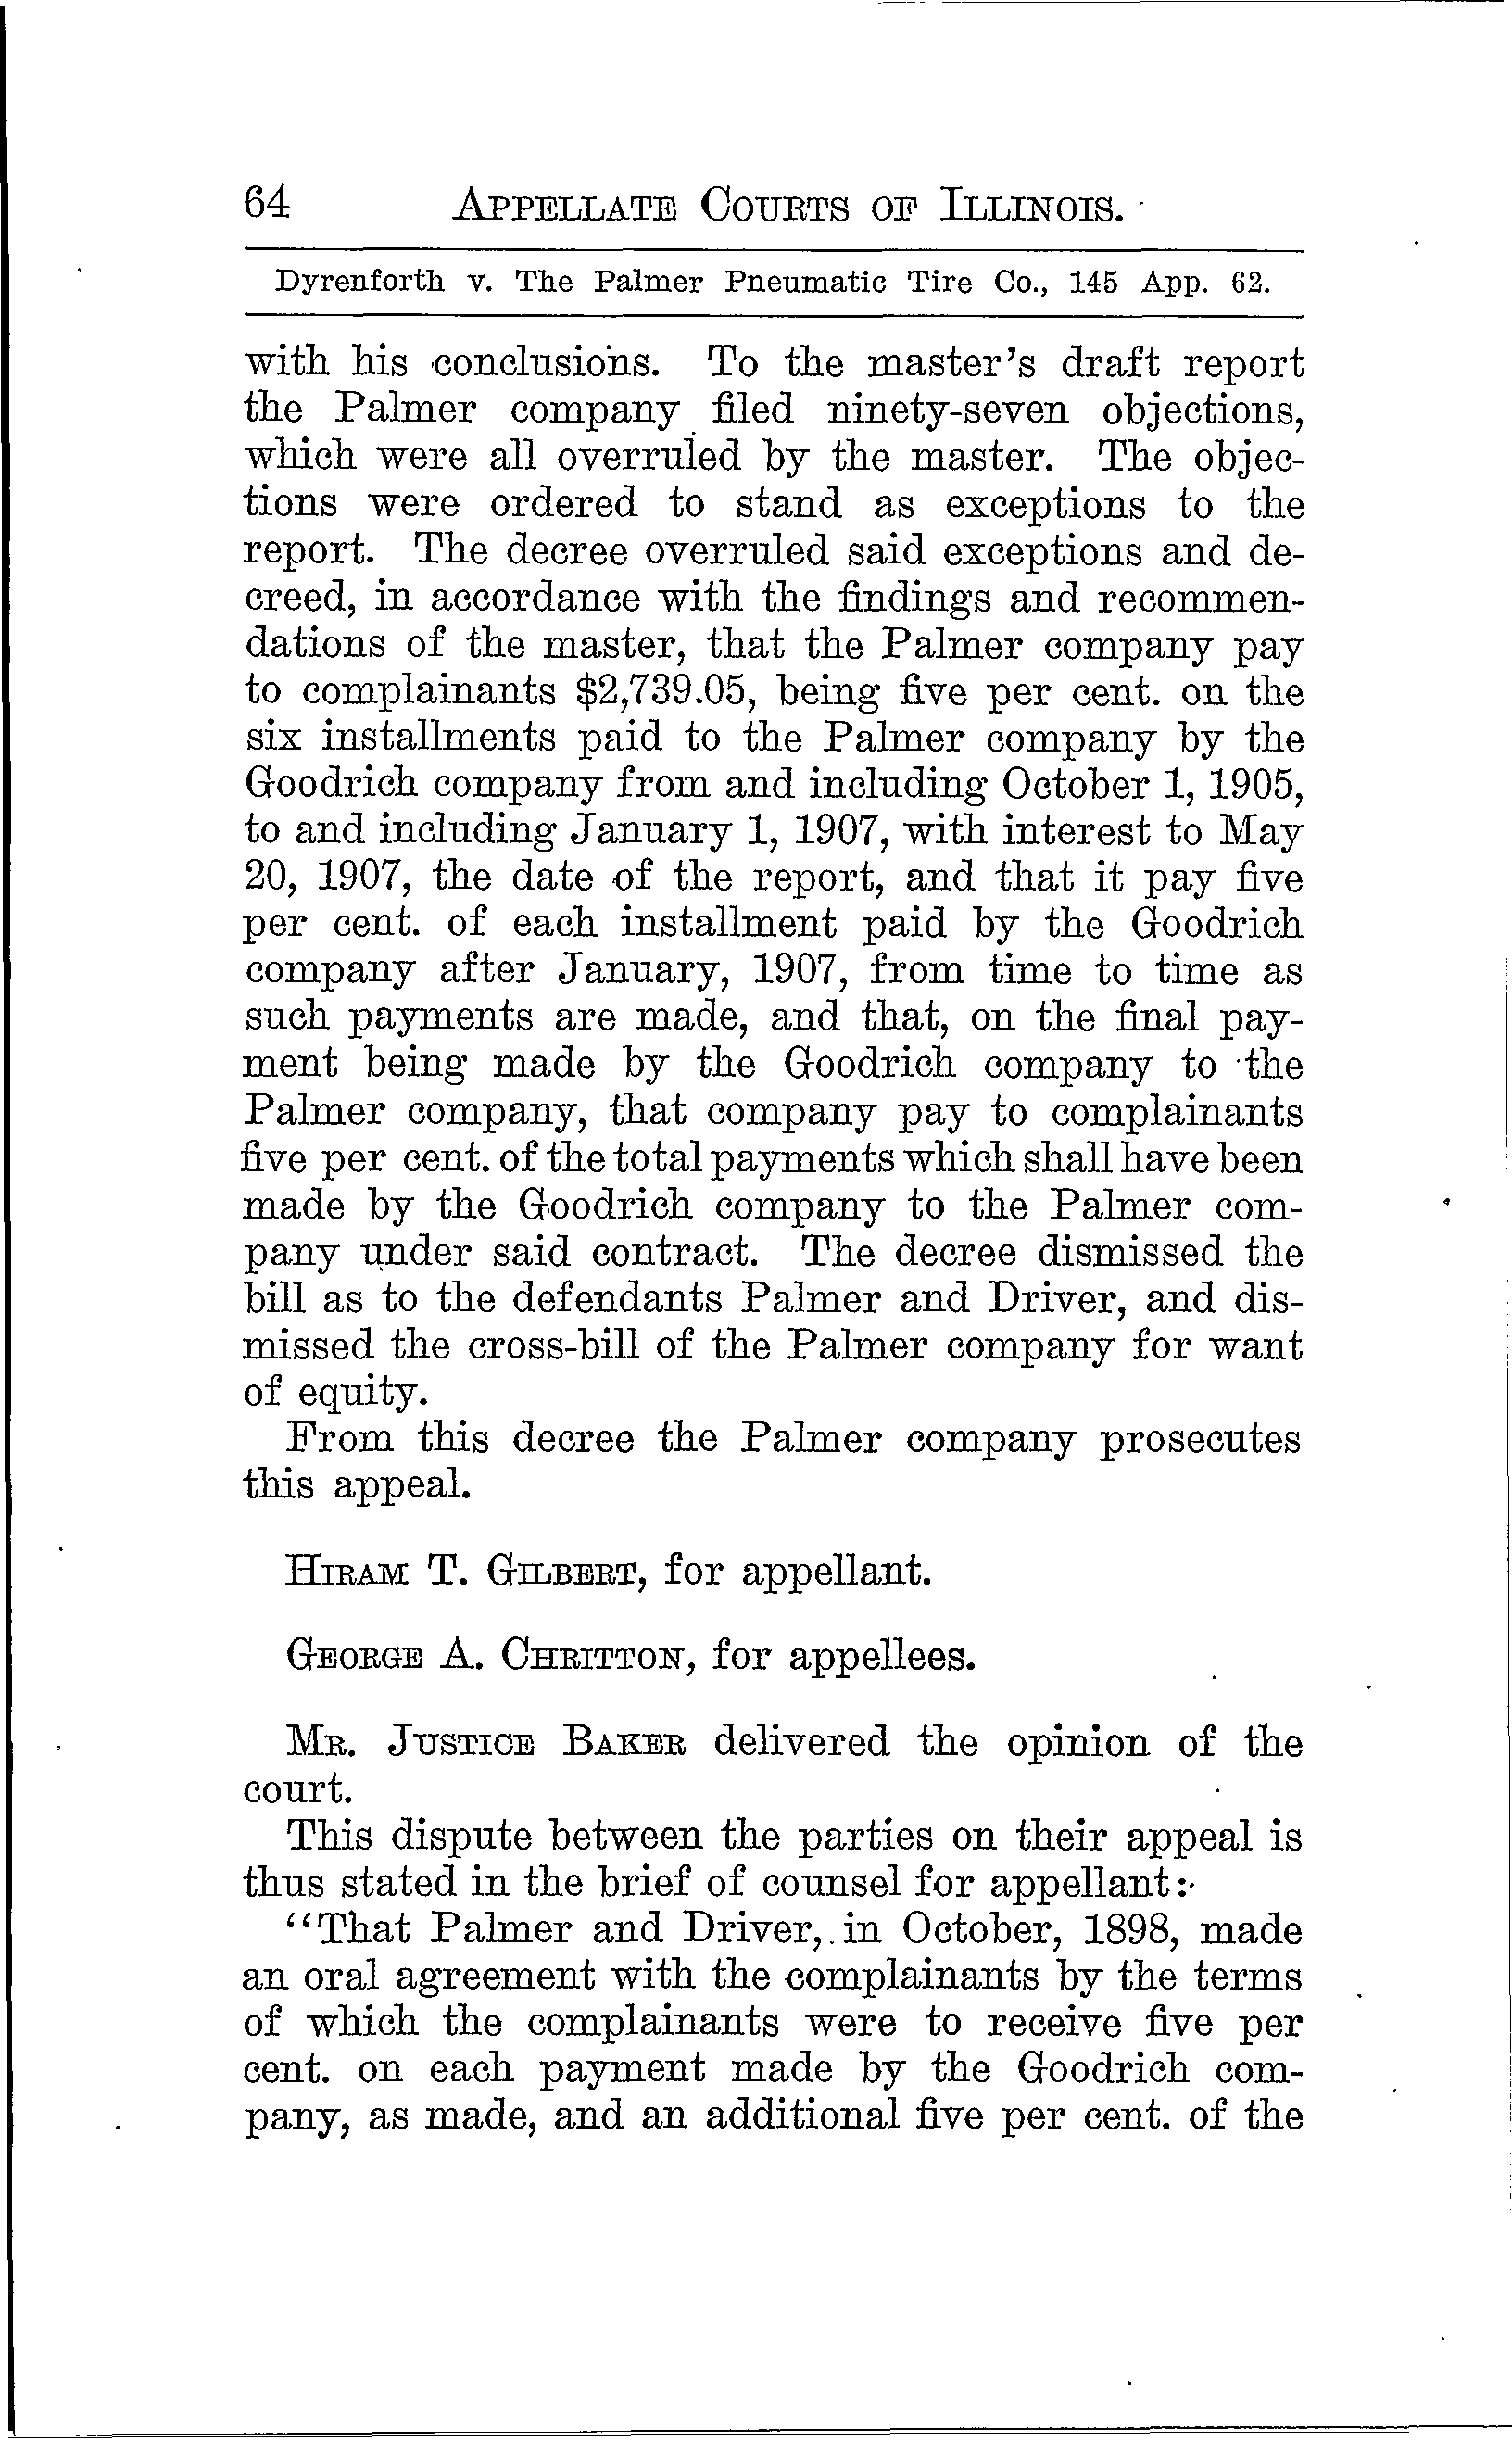 64 APPELLATE COURTS OF ILLINOIS.
Dyrenforth v. The Palmer Pneumatic Tire Co., 145 App. 62.
with his conclusions. To the master's draft report
the Palmer company filed ninety-seven objections,
which were all overruled by the master. The objec-
tions were ordered to stand as exceptions to the
report. The decree overruled said exceptions and de-
creed, in accordance with the findings and recommen-
dations of the master, that the Palmer company pay
to complainants $2,739.05, being five per cent. on the
six installments paid to the Palmer company by the
Goodrich company from and including October 1, 1905,
to and including January 1, 1907, with interest to May
20, 1907, the date of the report, and that it pay five
per cent. of each installment paid by the Goodrich
company after January, 1907, from time to time as
such payments are made, and that, on the final pay-
ment being made by the Goodrich company to the
Palmer company, that company pay to complainants
five per cent. of the total payments which shall have been
made by the Goodrich company to the Palmer com-
pany under said contract. The decree dismissed the
bill as to the defendants Palmer and Driver, and dis-
missed the cross-bill of the Palmer company for want
of equity.
From this decree the Palmer company prosecutes
this appeal.
HIRAM T. GILBERT, for appellant.
GEORGE A. CHRITTON, for appellees.
MR. JUSTICE BAKER delivered the opinion of the
court.
This dispute between the parties on their appeal is
thus stated in the brief of counsel for appellant:
"That Palmer and Driver, in October, 1898, made
an oral agreement with the complainants by the terms
of which the complainants were to receive five per
cent. on each payment made by the Goodrich com-
pany, as made, and an additional five per cent. of the